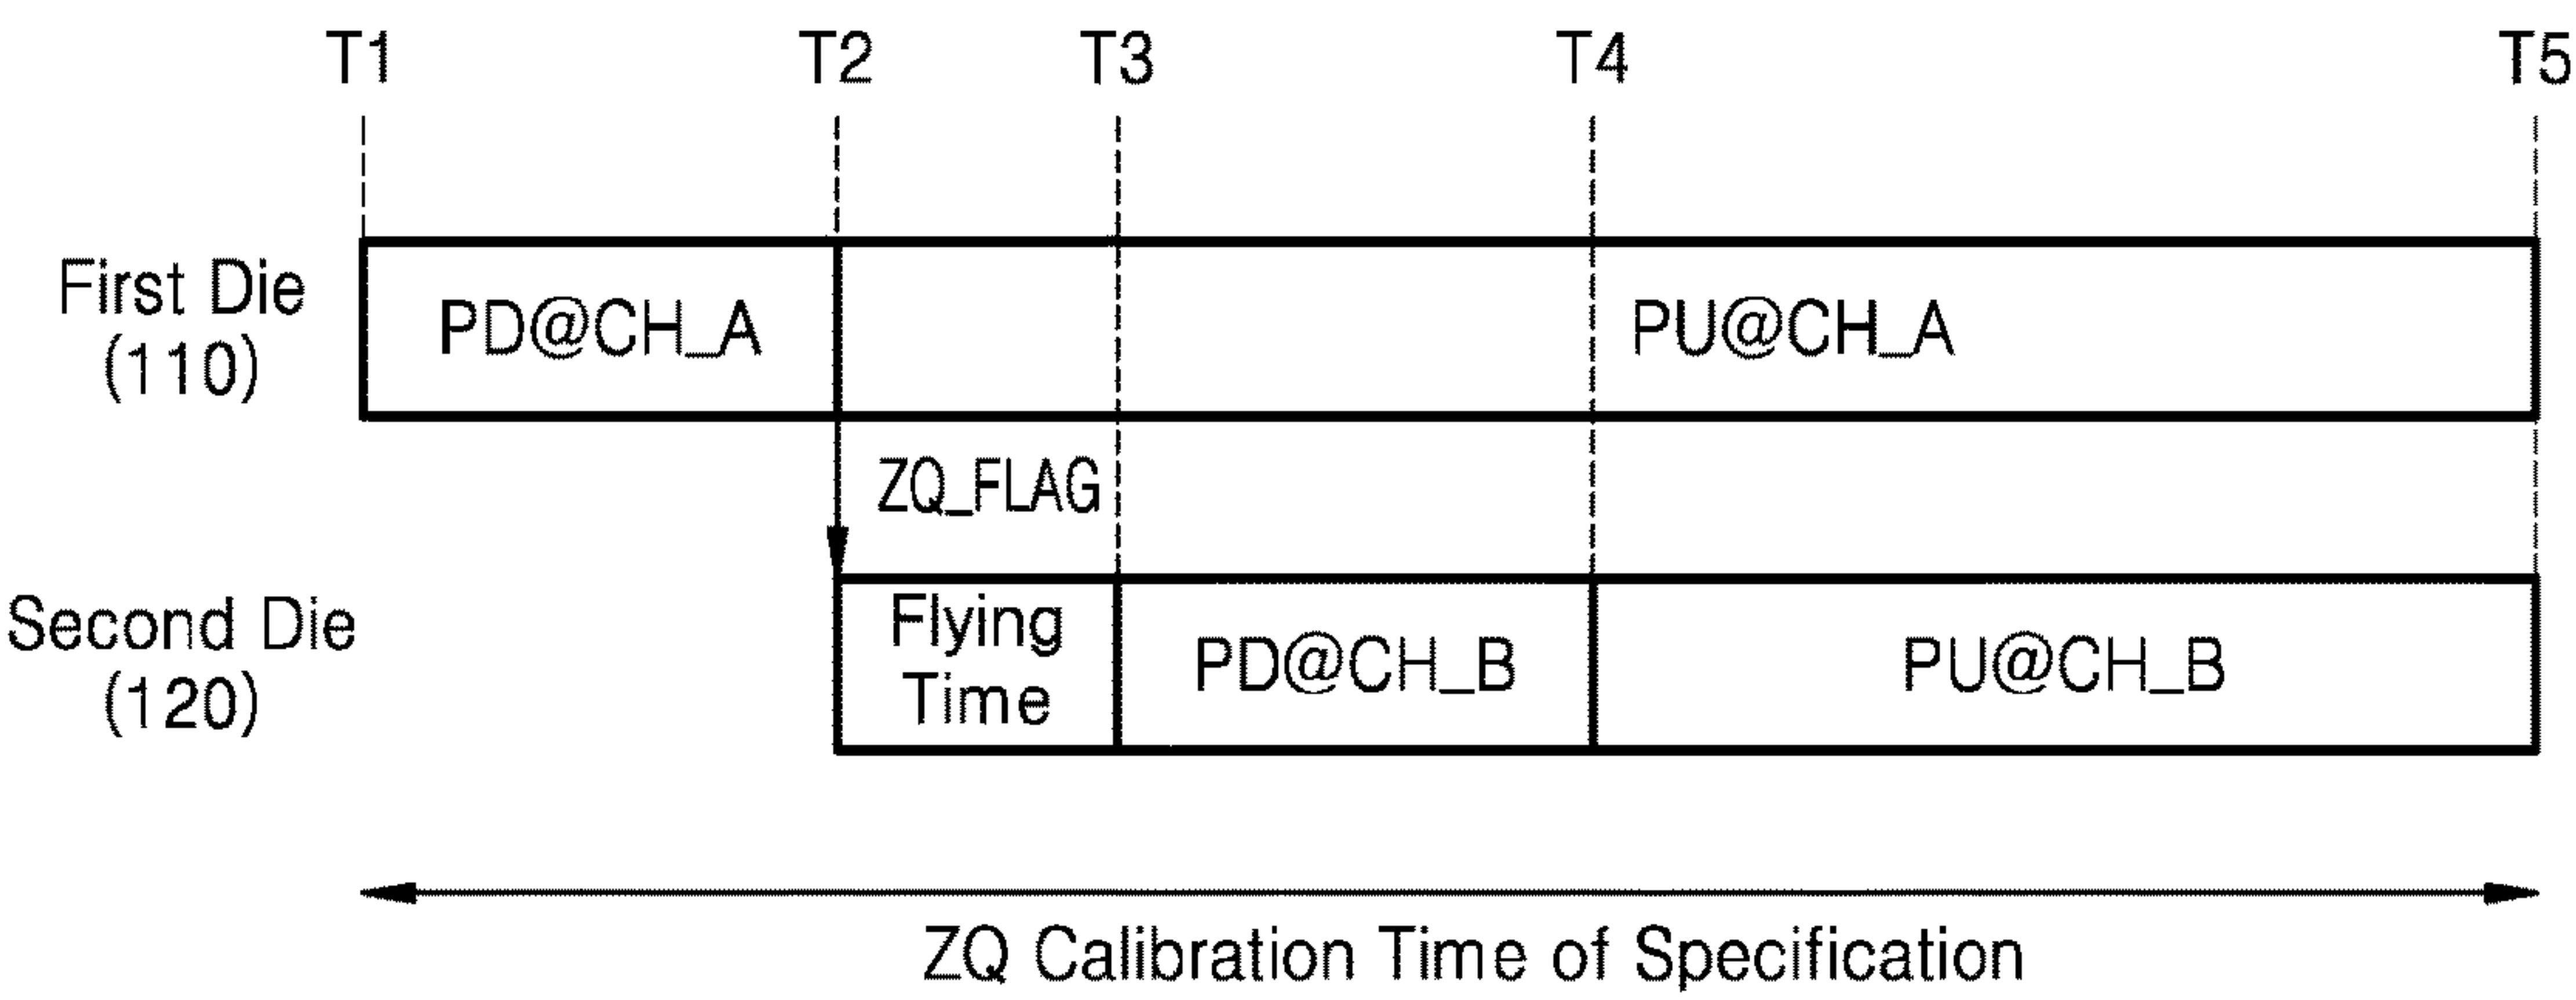 T1 T2 T3 T4 T5
First Die
(110)
PD@CH_A PU@CH_A
ZQ_FLAG
Second Die
(120)
Flying
Time
PD@CH_B PU@CH_B
ZQ Calibration Time of Specification